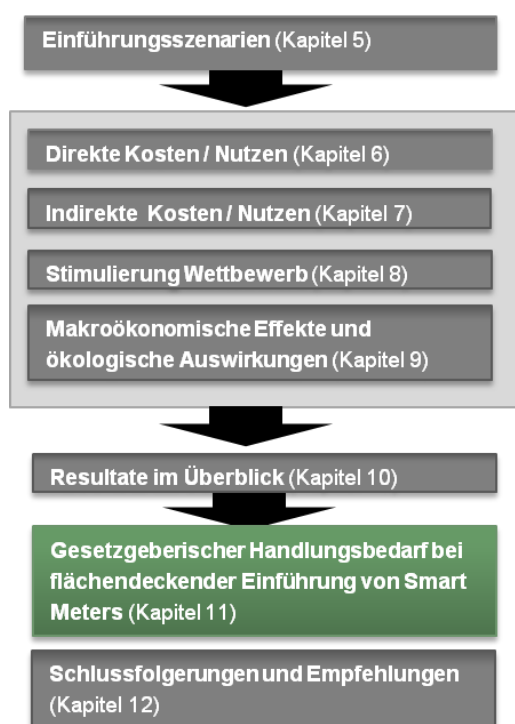 Einführungsszenarien (Kapitel 5)
Direkte Kosten / Nutzen (Kapitel 6)
Indirekte Kosten / Nutzen (Kapitel 7)
Stimulierung Wettbewerb (Kapitel 8)
Makroökonomische Effekte und
ökologische Auswirkungen (Kapitel 9)
Resultate im Überblick (Kapitel 10)
Gesetzgeberischer Handlungsbedarf bei
flächendeckender Einführung von Smart
Meters (Kapitel 11)
Schlussfolgerungen und Empfehlungen
(Kapitel 12)